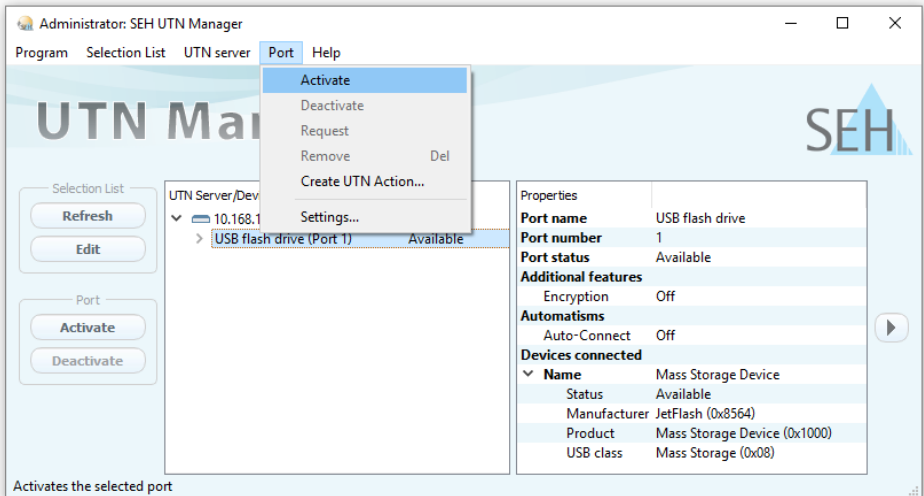 Administrator: SEH UTN Manager
Program Selection List UTN server Port Help
Activate
Deactivate
Request
Remove Del
Create UTN Action...
Settings...
UTN Mar
SEH
Selection List
Refresh
Edit
Port
Activate
Deactivate
UTN Server/Dev
10.168.1
USB flash drive (Port 1) Available
Properties
Port name USB flash drive
Port number 1
Port status Available
Additional features
Encryption Off
Automatisms
Auto-Connect Off
Devices connected
Name Mass Storage Device
Status Available
Manufacturer JetFlash (0x8564)
Product Mass Storage Device (0x1000)
USB class Mass Storage (0x08)
Activates the selected port